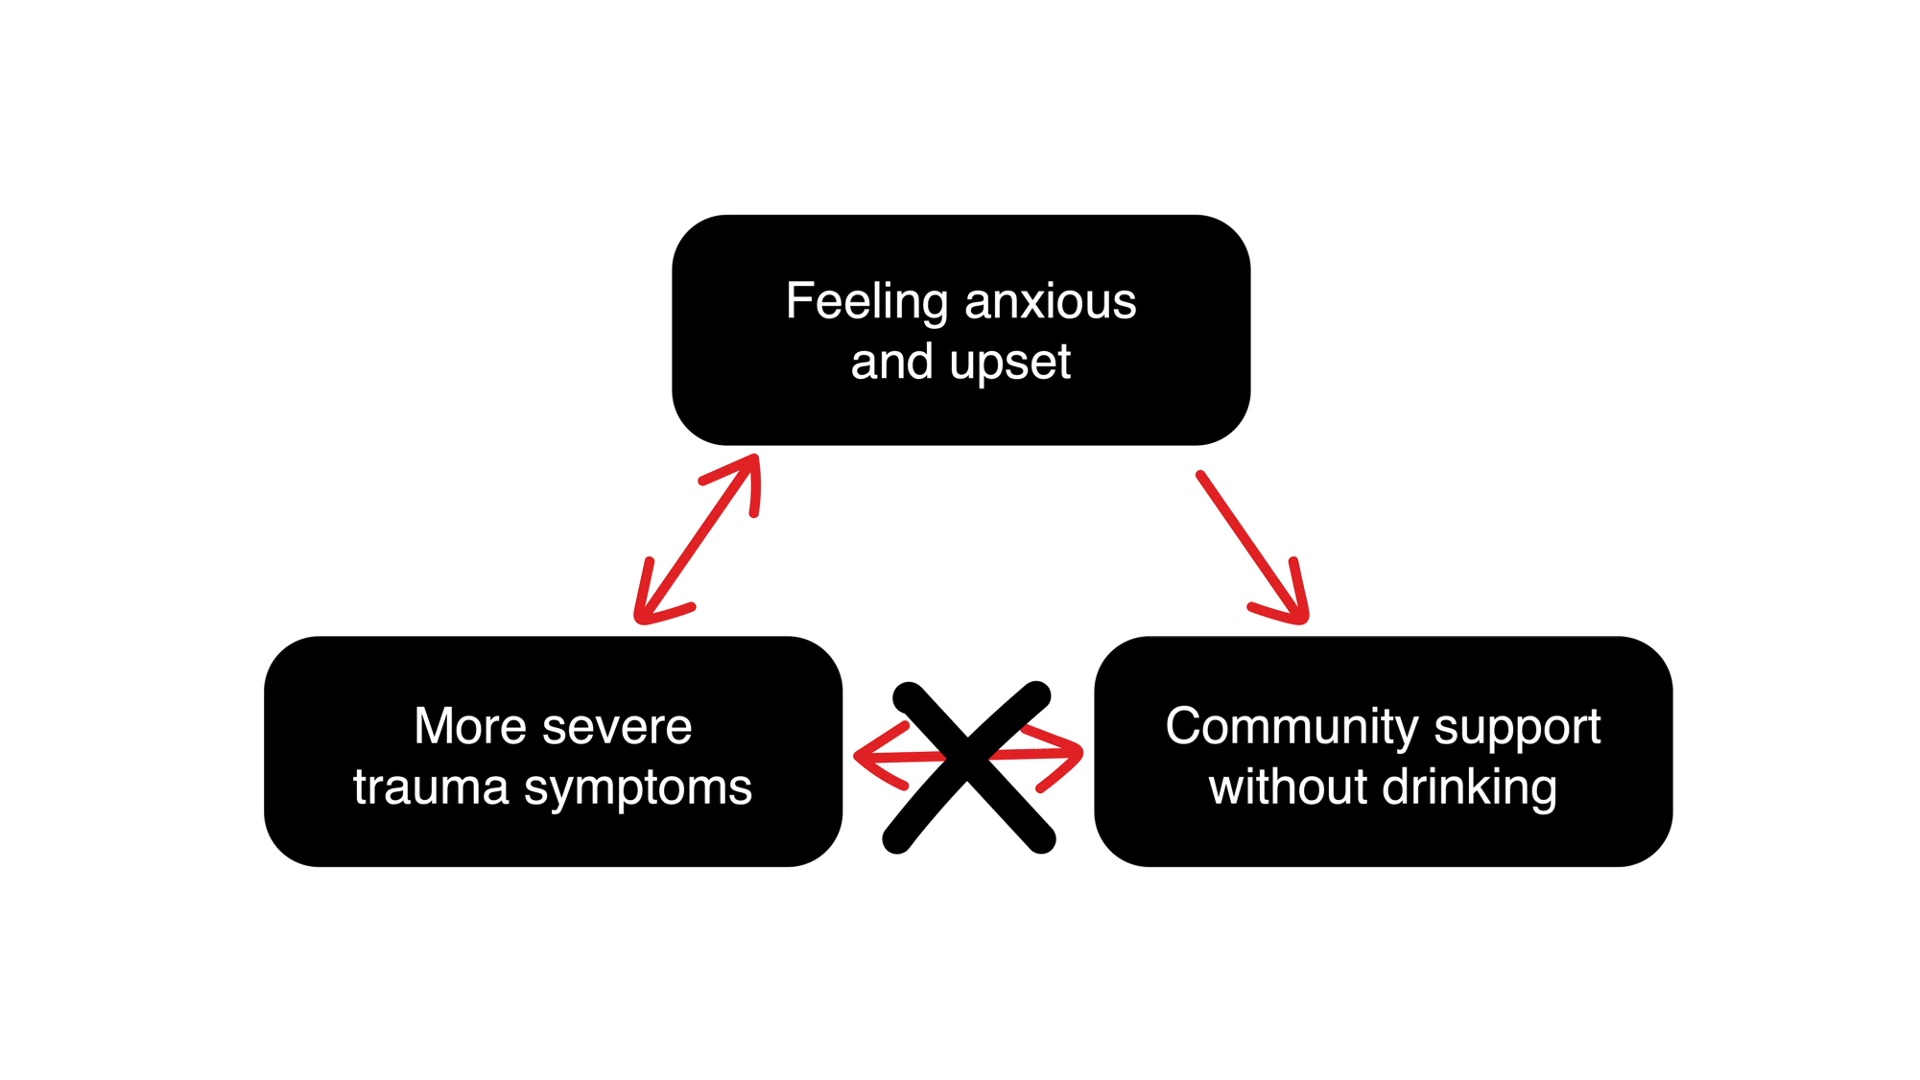 Feeling anxious
and upset
More severe
trauma symptoms
Community support
without drinking